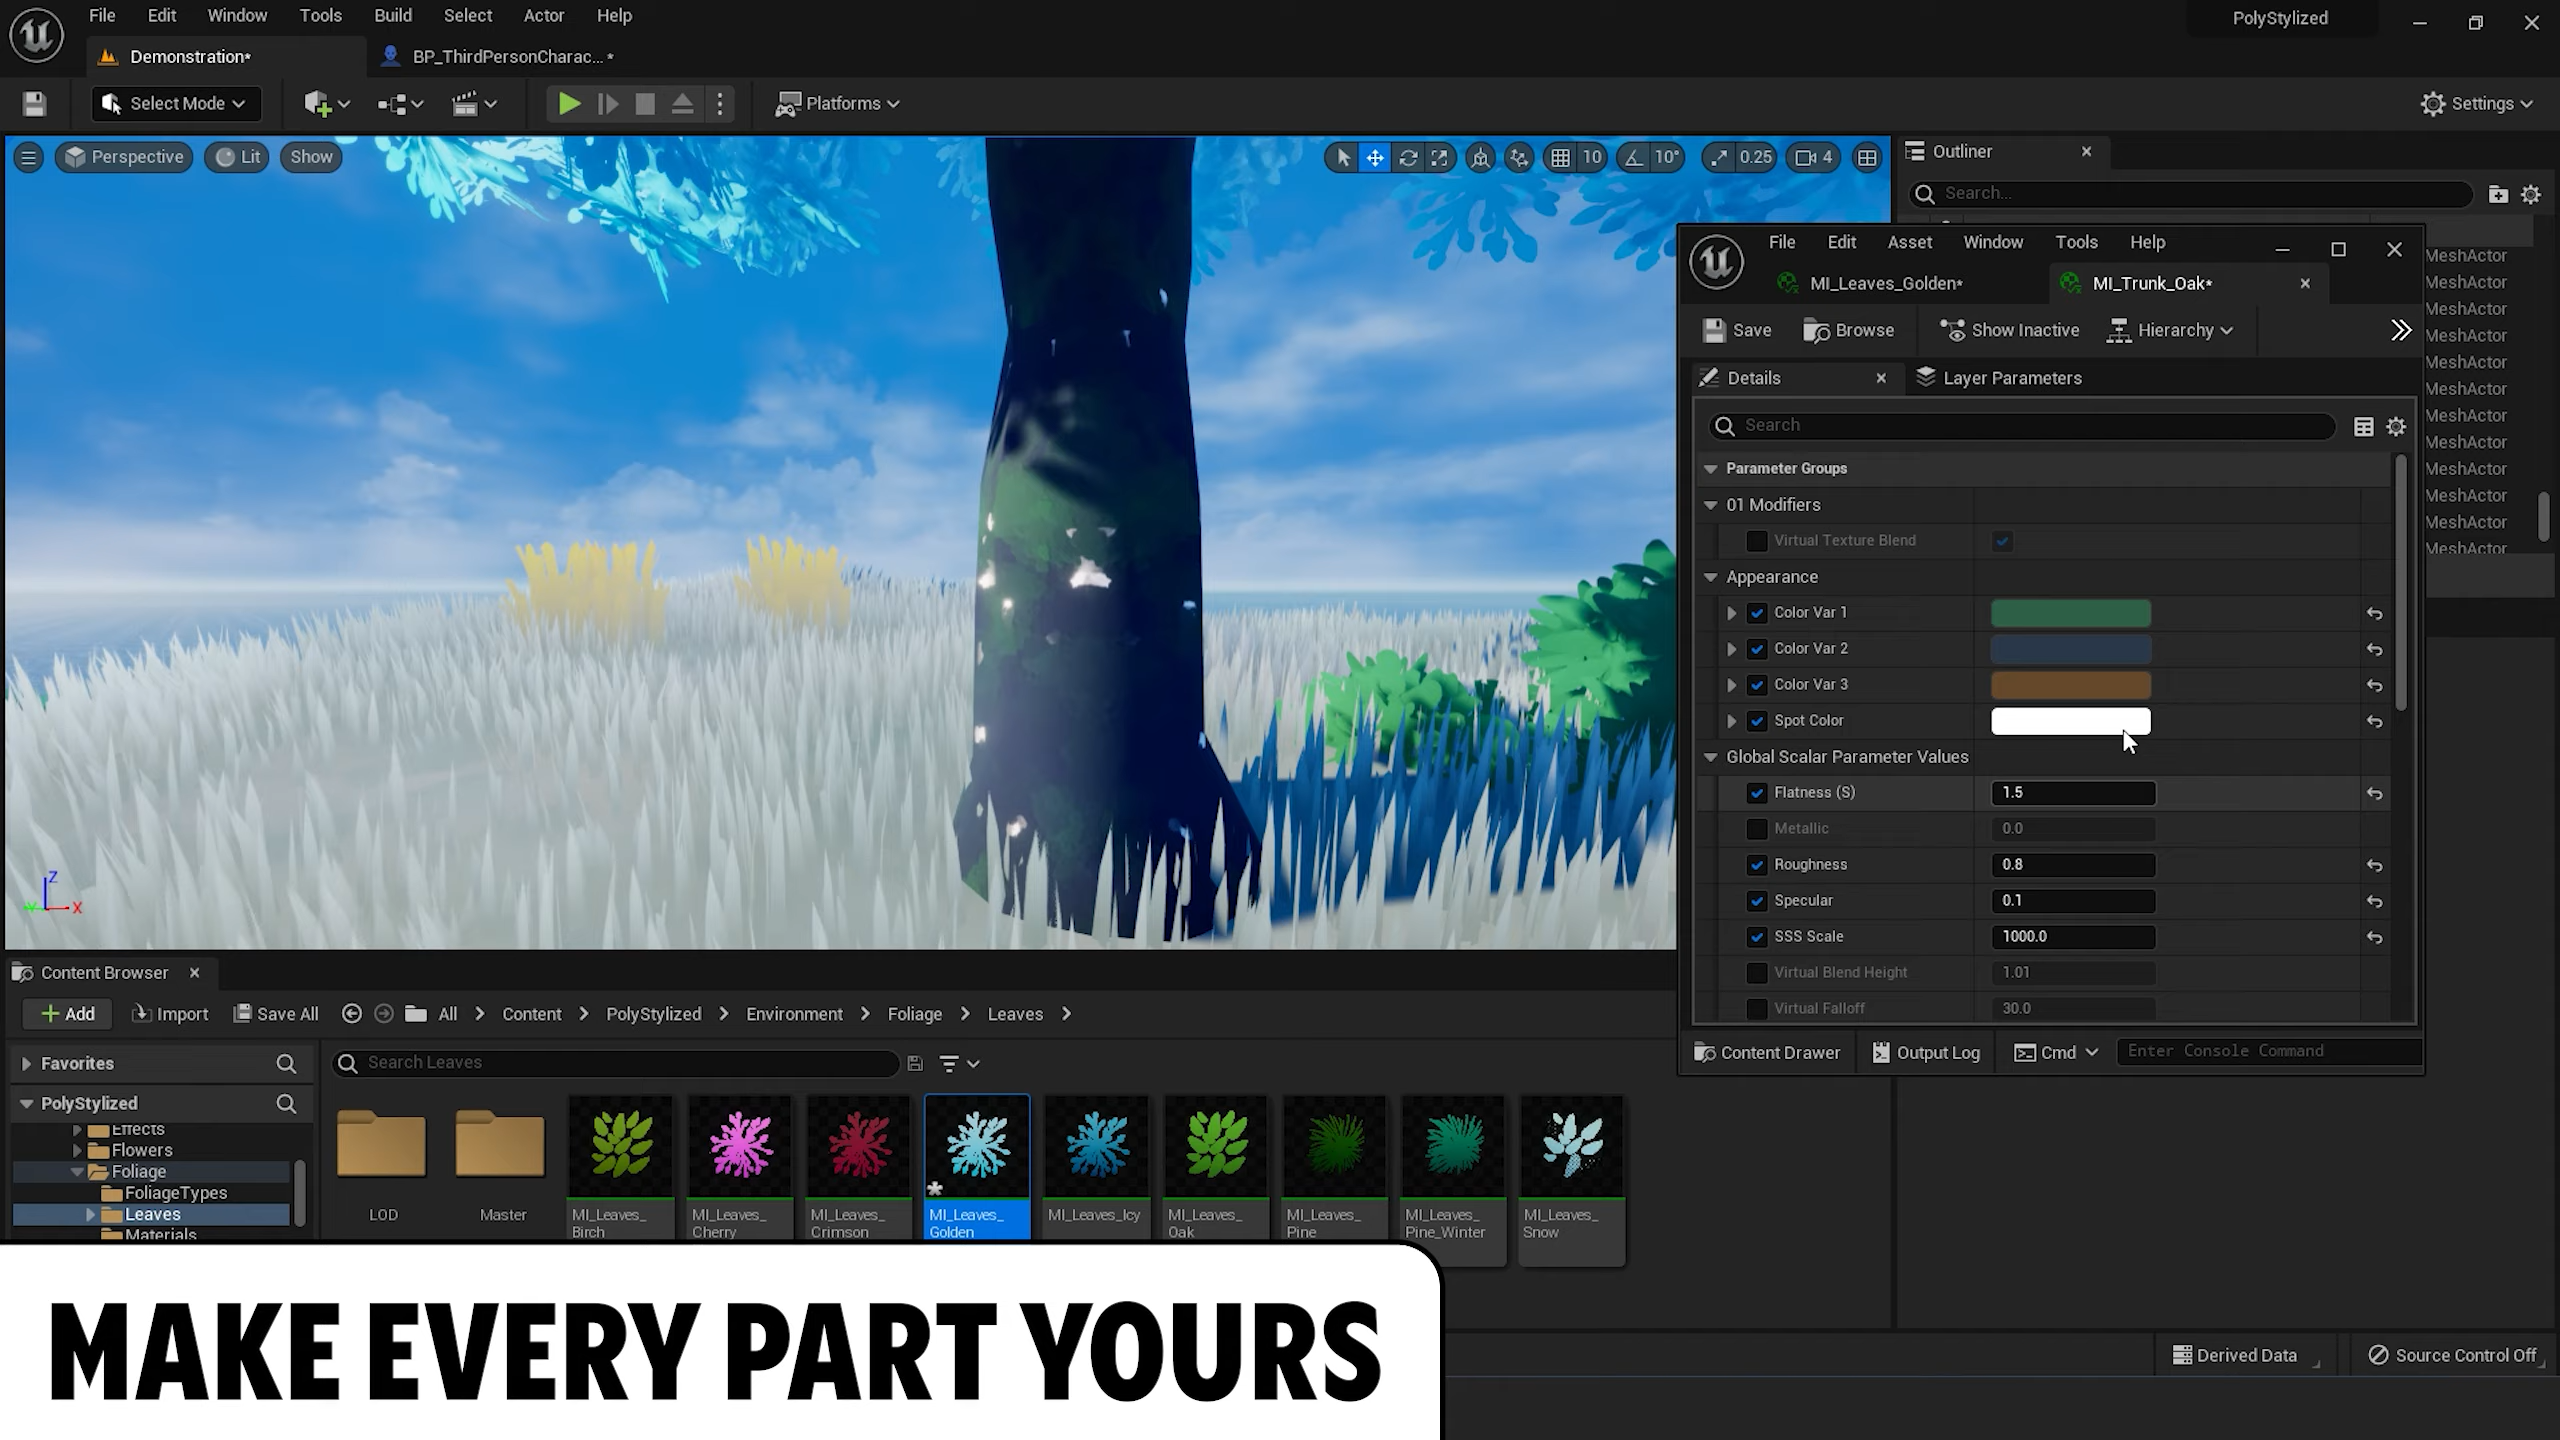 File Edit Window Tools Build Select Actor Help
PolyStylized
Demonstration*
BP_ThirdPersonCharac... *
Select Mode
Platforms
Settings
Perspective
Lit
Show
10
10°
0.25
4
Outliner
Search...
MeshActor
MeshActor
MeshActor
MeshActor
MeshActor
MeshActor
MeshActor
MeshActor
MeshActor
MeshActor
MeshActor
MeshActor
File Edit Asset Window Tools Help
MI_Leaves_Golden*
MI_Trunk_Oak*
Save
Browse
Show Inactive
Hierarchy
Details
Layer Parameters
Search
Parameter Groups
01 Modifiers
Virtual Texture Blend
Appearance
Color Var 1
Color Var 2
Color Var 3
Spot Color
Global Scalar Parameter Values
Flatness (S) 1.5
Metallic 0.0
Roughness 0.8
Specular 0.1
SSS Scale 1000.0
Virtual Blend Height 1.01
Virtual Falloff 30.0
Content Drawer
Output Log
Cmd
Enter Console Command
Z
Y
X
Content Browser
Add
Import
Save All
All > Content > PolyStylized > Environment > Foliage > Leaves >
Favorites
Search Leaves
PolyStylized
Effects
Flowers
Foliage
FoliageTypes
Leaves
Materials
LOD
Master
MI_Leaves_
Birch
MI_Leaves_
Cherry
MI_Leaves_
Crimson
MI_Leaves_
Golden
MI_Leaves_Icy
MI_Leaves_
Oak
MI_Leaves_
Pine
MI_Leaves_
Pine_Winter
MI_Leaves_
Snow
MAKE EVERY PART YOURS
Derived Data
Source Control Off